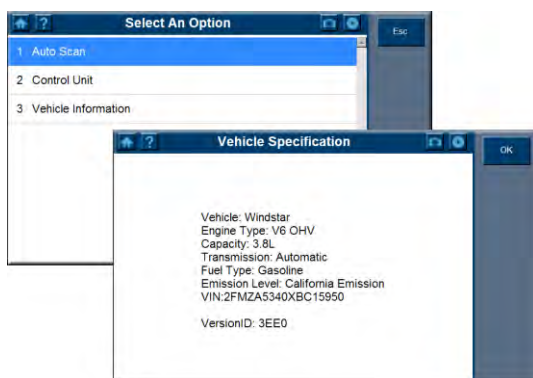 Select An Option
Esc
1 Auto Scan
2 Control Unit
3 Vehicle Information
Vehicle Specification
OK
Vehicle: Windstar
Engine Type: V6 OHV
Capacity: 3.8L
Transmission: Automatic
Fuel Type: Gasoline
Emission Level: California Emission
VIN:2FMZA5340XBC15950
VersionID: 3EE0